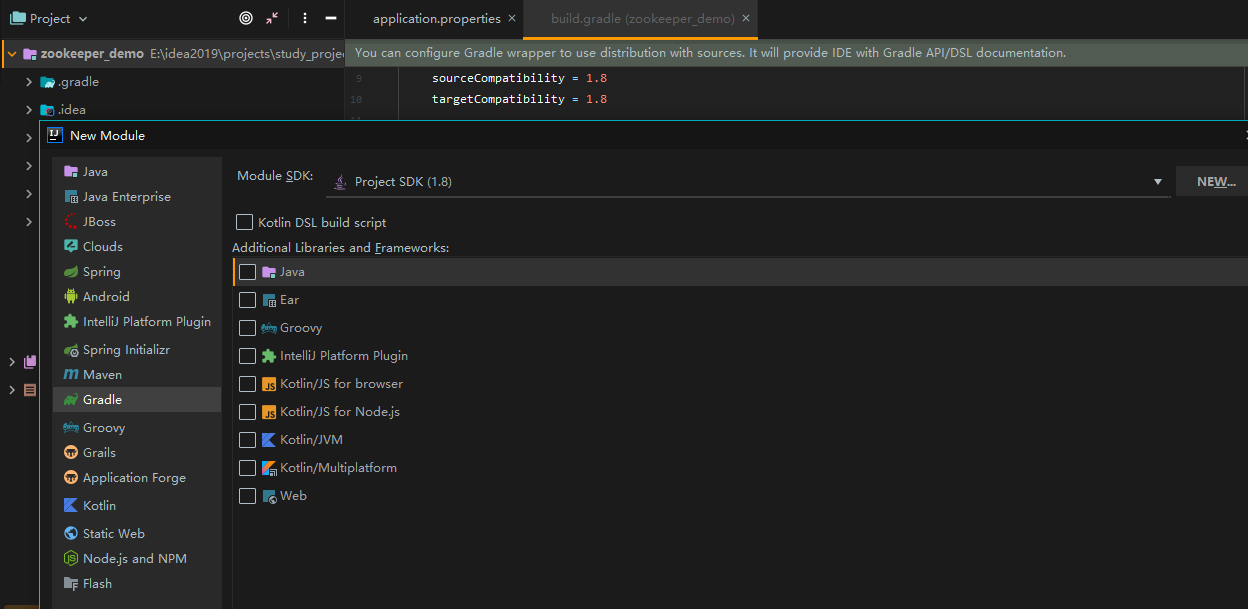 Project
application.properties
build.gradle (zookeeper_demo)
zookeeper_demo E:\idea2019\projects\study_proje
You can configure Gradle wrapper to use distribution with sources. It will provide IDE with Gradle API/DSL documentation.
.gradle
9 sourceCompatibility = 1.8
.idea
10 targetCompatibility = 1.8
New Module
Java
Java Enterprise
JBoss
Clouds
Spring
Android
IntelliJ Platform Plugin
Spring Initializr
Maven
Gradle
Groovy
Grails
Application Forge
Kotlin
Static Web
Node.js and NPM
Flash
Module SDK:
Project SDK (1.8)
NEW...
Kotlin DSL build script
Additional Libraries and Frameworks:
Java
Ear
Groovy
IntelliJ Platform Plugin
Kotlin/JS for browser
Kotlin/JS for Node.js
Kotlin/JVM
Kotlin/Multiplatform
Web